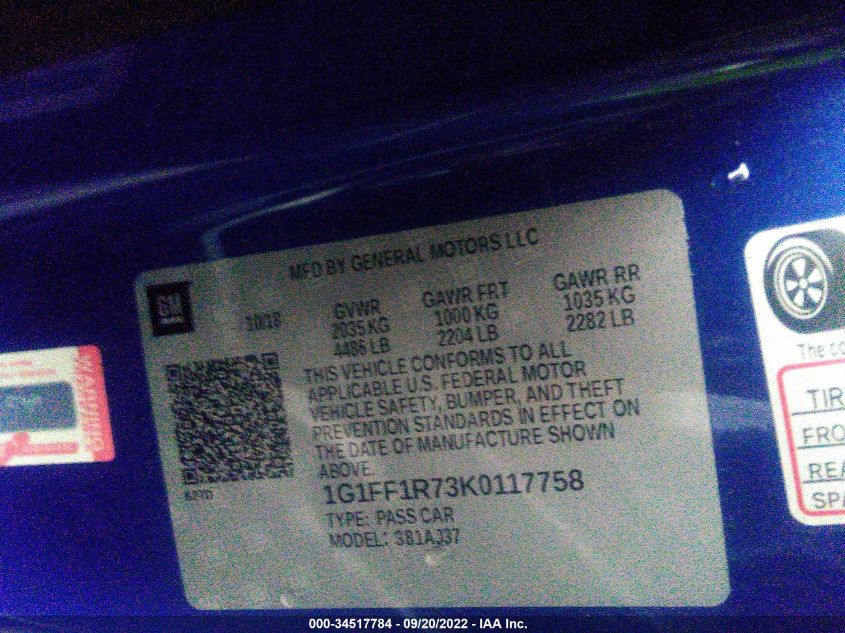 MFD BY GENERAL MOTORS LLC
GM
10/18
GVWR
2035 KG
4486 LB
GAWR FRT
1000 KG
2204 LB
GAWR RR
1035 KG
2282 LB
THIS VEHICLE CONFORMS TO ALL
APPLICABLE U.S. FEDERAL MOTOR
VEHICLE SAFETY, BUMPER, AND THEFT
PREVENTION STANDARDS IN EFFECT ON
THE DATE OF MANUFACTURE SHOWN
ABOVE.
1G1FF1R73K0117758
TYPE: PASS CAR
MODEL: 381AJ37
WARNING
The co
TIR
FRO
REA
SPA
000-34517784 - 09/20/2022 - IAA Inc.